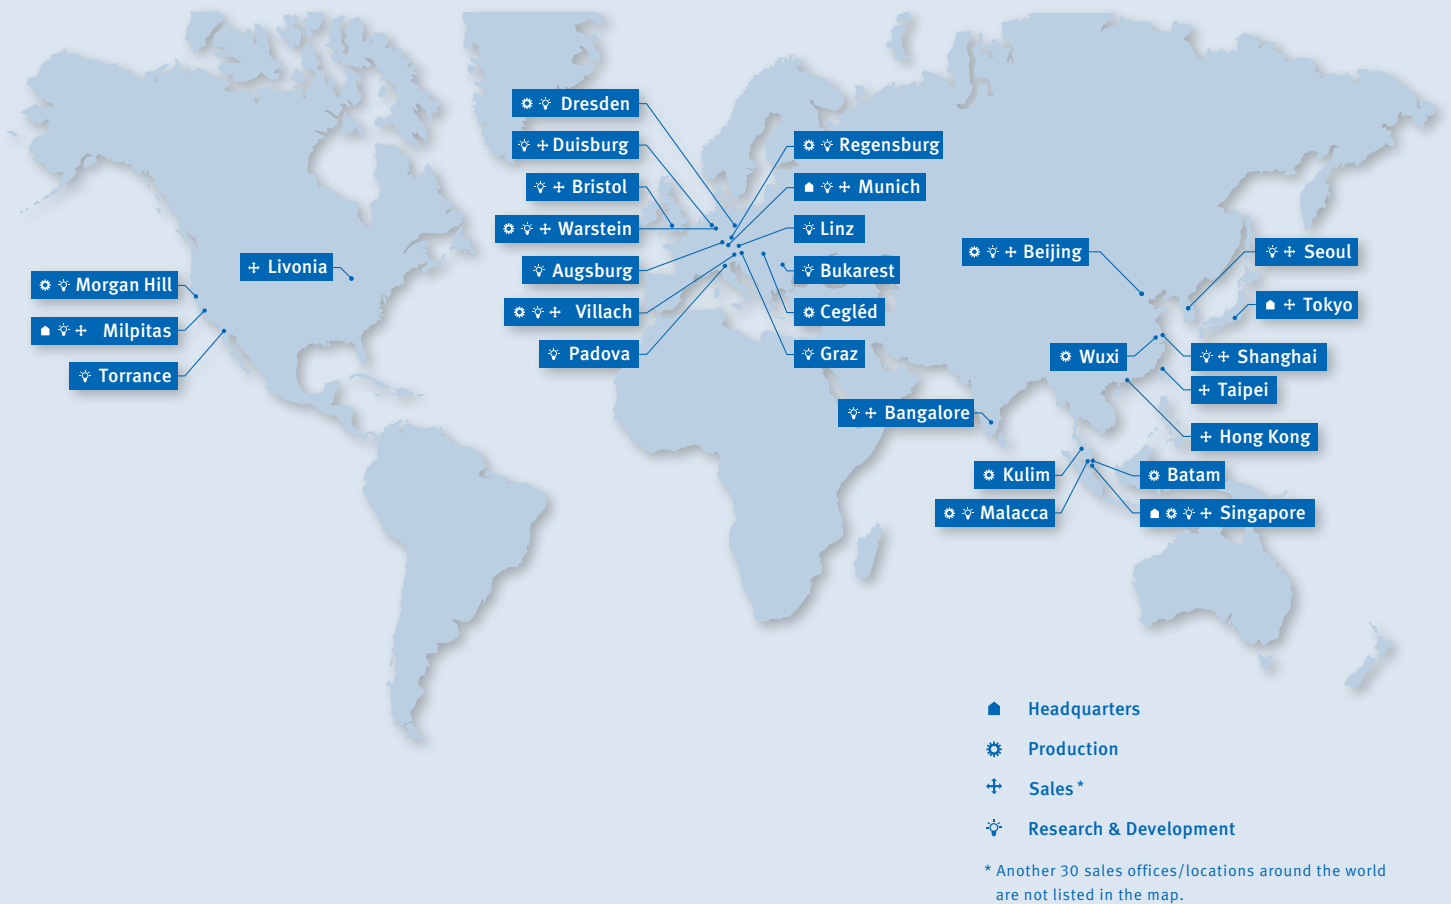 Dresden
Duisburg
Bristol
Warstein
Augsburg
Villach
Padova
Regensburg
Munich
Linz
Bukarest
Cegléd
Graz
Livonia
Morgan Hill
Milpitas
Torrance
Beijing
Seoul
Tokyo
Wuxi
Shanghai
Taipei
Bangalore
Hong Kong
Kulim
Batam
Malacca
Singapore
Headquarters
Production
Sales *
Research & Development
* Another 30 sales offices/locations around the world
are not listed in the map.